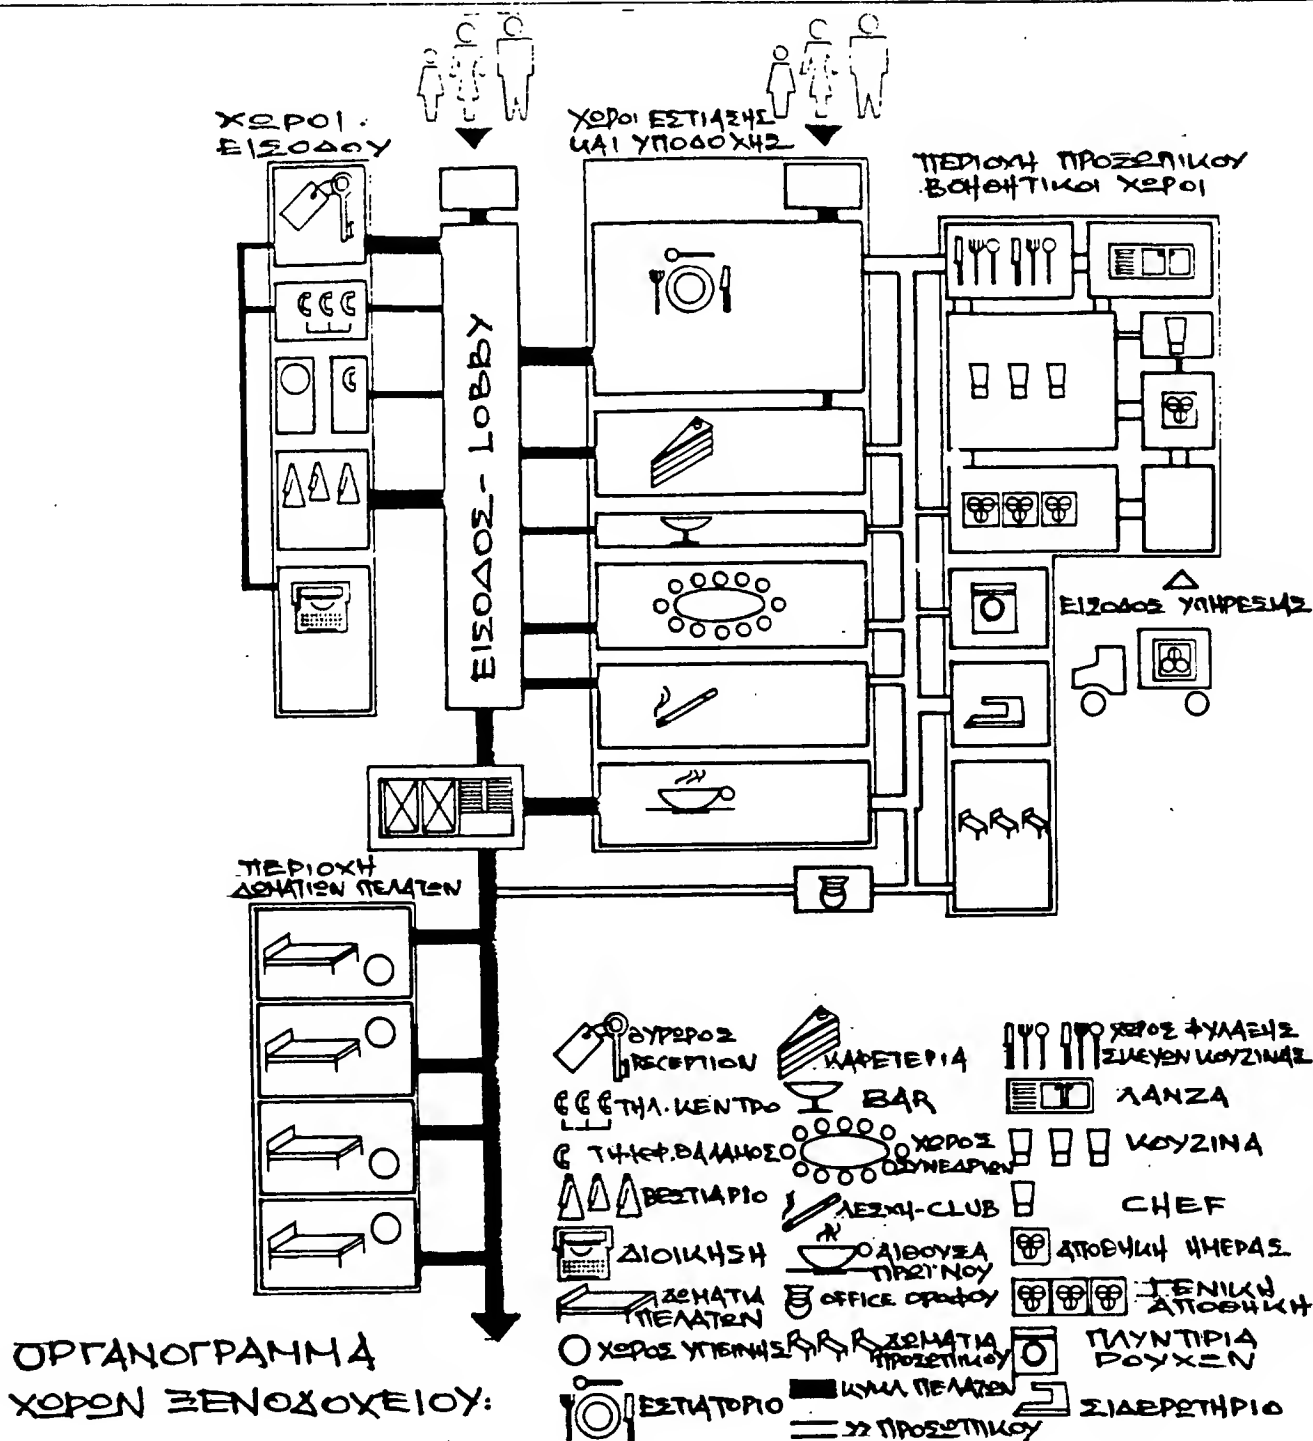 ΧΩΡΟΙ
ΕΙΣΟΔΟΥ
ΧΩΡΟΙ ΕΣΤΙΑΣΗΣ
ΚΑΙ ΥΠΟΔΟΧΗΣ
ΠΕΡΙΟΧΗ ΠΡΟΣΩΠΙΚΟΥ
ΒΟΗΘΗΤΙΚΟΙ ΧΩΡΟΙ
ΕΙΣΟΔΟΣ - LOBBY
ΕΙΣΟΔΟΣ ΥΠΗΡΕΣΙΑΣ
ΠΕΡΙΟΧΗ
ΔΩΜΑΤΙΩΝ ΠΕΛΑΤΩΝ
ΘΥΡΩΡΟΣ
RECEPTION
ΤΗΛ. ΚΕΝΤΡΟ
ΤΗΛΕΦ. ΘΑΛΑΜΟΣ
ΒΕΣΤΙΑΡΙΟ
ΔΙΟΙΚΗΣΗ
ΔΩΜΑΤΙΑ
ΠΕΛΑΤΩΝ
ΧΩΡΟΣ ΥΓΙΕΙΝΗΣ
ΕΣΤΙΑΤΟΡΙΟ
ΚΑΦΕΤΕΡΙΑ
BAR
ΧΩΡΟΣ
ΣΥΝΕΔΡΙΩΝ
ΛΕΣΧΗ-CLUB
ΑΙΘΟΥΣΑ
ΠΡΩΙΝΟΥ
OFFICE ΟΡΟΦΟΥ
ΔΩΜΑΤΙΑ
ΠΡΟΣΩΠΙΚΟΥ
ΚΥΚΛ ΠΕΛΑΤΩΝ
" ΠΡΟΣΩΠΙΚΟΥ
ΧΩΡΟΣ ΦΥΛΑΞΗΣ
ΣΚΕΥΩΝ ΚΟΥΖΙΝΑΣ
ΛΑΝΖΑ
ΚΟΥΖΙΝΑ
CHEF
ΑΠΟΘΗΚΗ ΗΜΕΡΑΣ
ΓΕΝΙΚΗ
ΑΠΟΘΗΚΗ
ΠΛΥΝΤΙΡΙΑ
ΡΟΥΧΩΝ
ΣΙΔΕΡΩΤΗΡΙΟ
ΟΡΓΑΝΟΓΡΑΜΜΑ
ΧΩΡΩΝ ΞΕΝΟΔΟΧΕΙΟΥ: